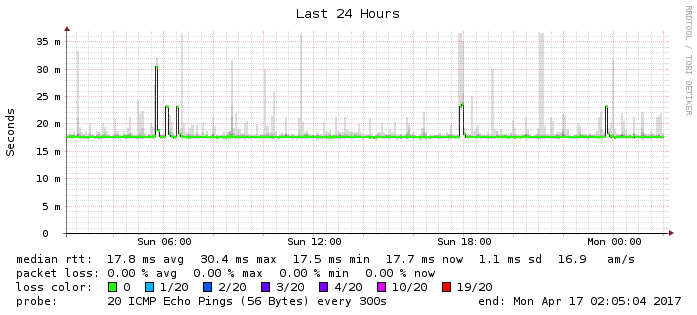 Last 24 Hours
RRDTOOL / TOBI OETIKER
Seconds
35 m
30 m
25 m
20 m
15 m
10 m
5 m
0
Sun 06:00 Sun 12:00 Sun 18:00 Mon 00:00
median rtt: 17.8 ms avg 30.4 ms max 17.5 ms min 17.7 ms now 1.1 ms sd 16.9 am/s
packet loss: 0.00 % avg 0.00 % max 0.00 % min 0.00 % now
loss color: 0 1/20 2/20 3/20 4/20 10/20 19/20
probe: 20 ICMP Echo Pings (56 Bytes) every 300s end: Mon Apr 17 02:05:04 2017